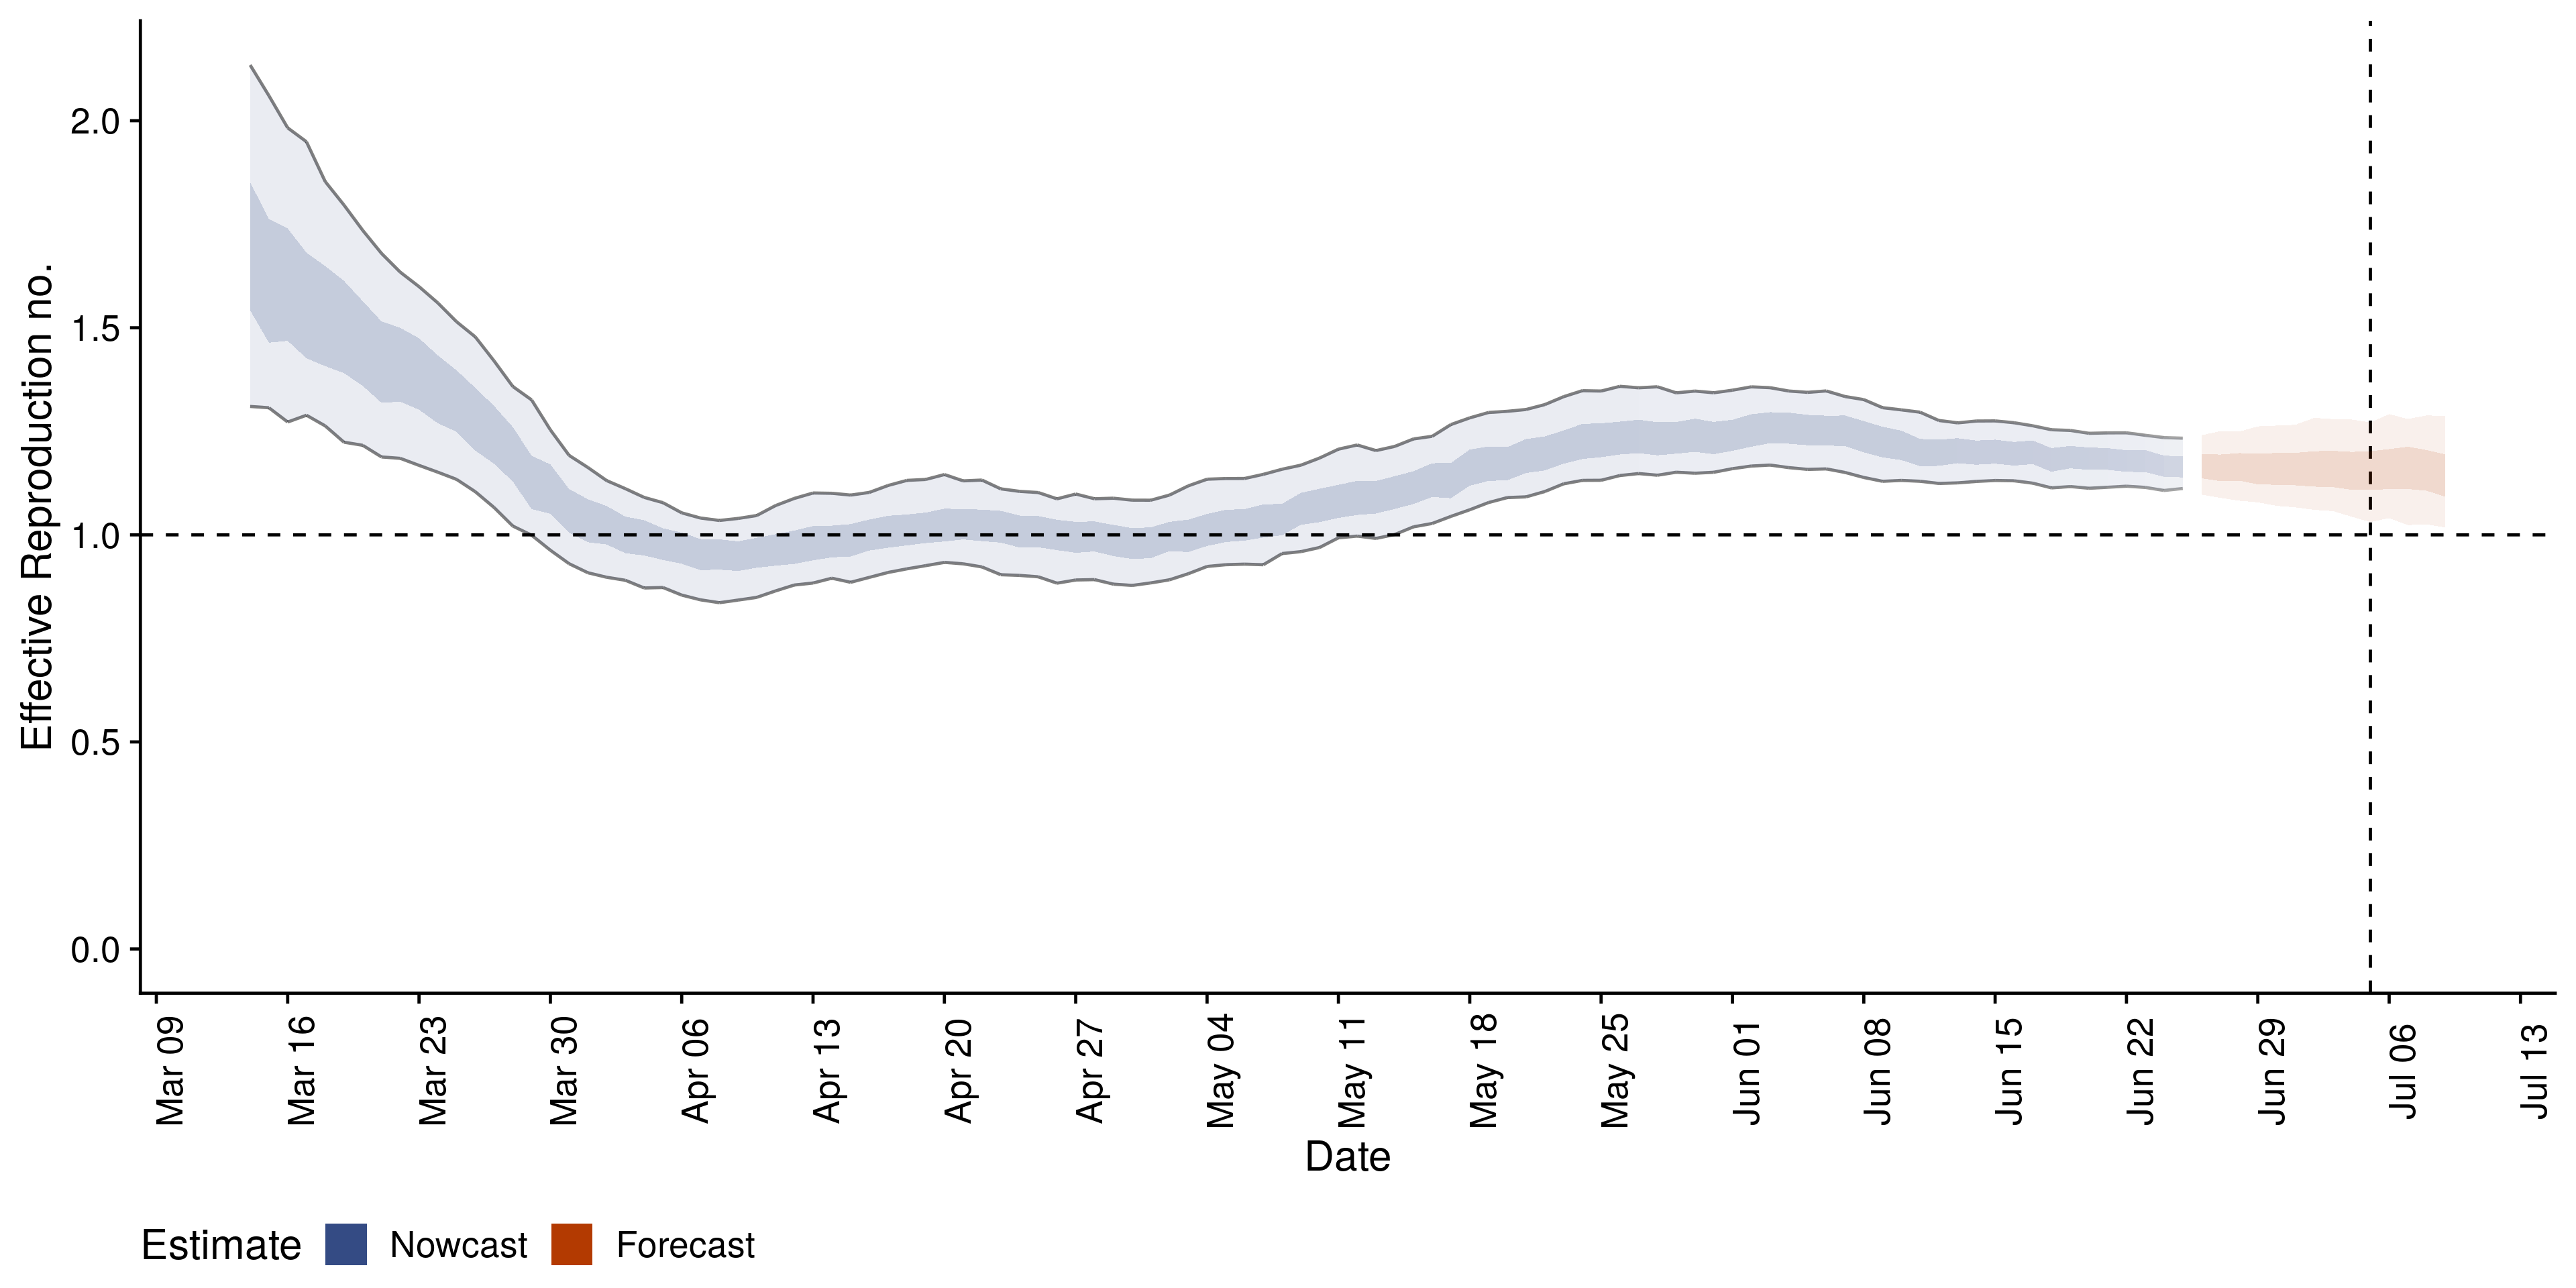 Effective Reproduction no.
2.0
1.5
1.0
0.5
0.0
Mar 09
Mar 16
Mar 23
Mar 30
Apr 06
Apr 13
Apr 20
Apr 27
May 04
May 11
May 18
May 25
Jun 01
Jun 08
Jun 15
Jun 22
Jun 29
Jul 06
Jul 13
Date
Estimate Nowcast Forecast